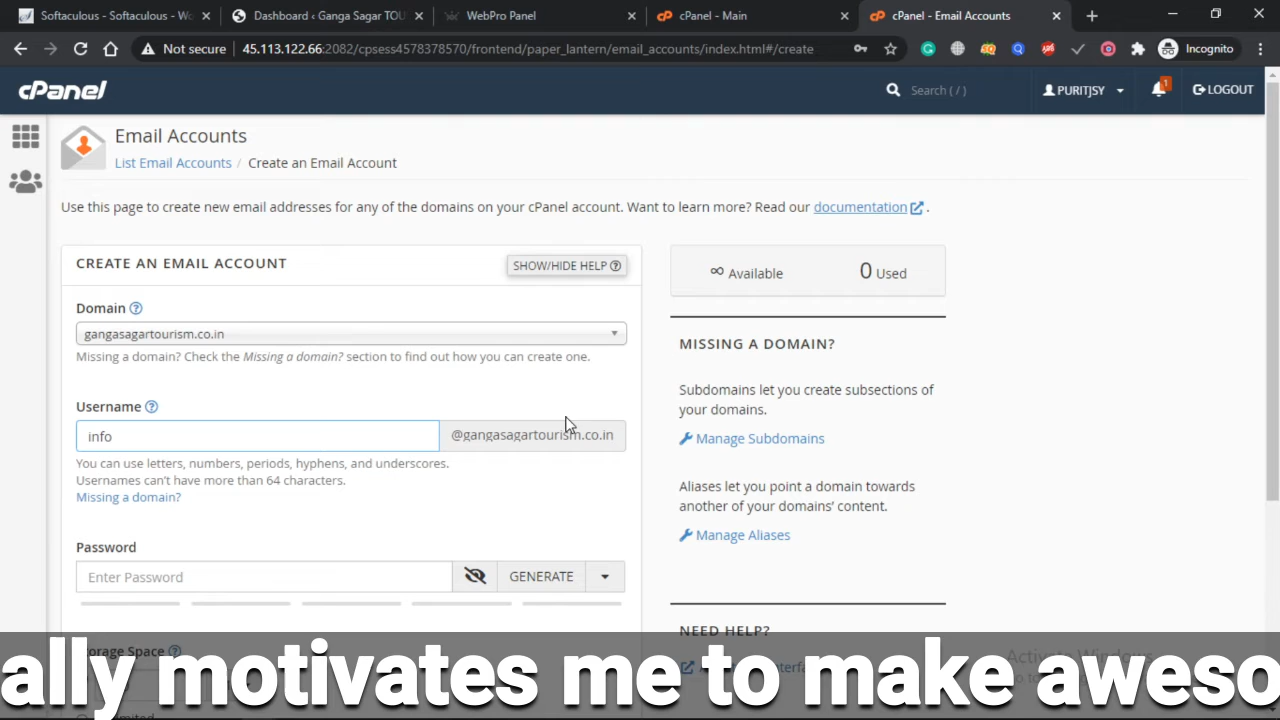 Softaculous - Softaculous - Wo
Dashboard ‹ Ganga Sagar TOU
WebPro Panel
cPanel - Main
cPanel - Email Accounts
Not secure
45.113.122.66:2082/cpsess4578378570/frontend/paper_lantern/email_accounts/index.html#/create
Incognito
cPanel
Search ( / )
PURITJSY
1
LOGOUT
Email Accounts
List Email Accounts / Create an Email Account
Use this page to create new email addresses for any of the domains on your cPanel account. Want to learn more? Read our documentation .
CREATE AN EMAIL ACCOUNT
SHOW/HIDE HELP
Domain
gangasagartourism.co.in
Missing a domain? Check the Missing a domain? section to find out how you can create one.
Username
info
@gangasagartourism.co.in
You can use letters, numbers, periods, hyphens, and underscores.
Usernames can't have more than 64 characters.
Missing a domain?
Password
Enter Password
GENERATE
∞ Available
0 Used
MISSING A DOMAIN?
Subdomains let you create subsections of
your domains.
Manage Subdomains
Aliases let you point a domain towards
another of your domains' content.
Manage Aliases
NEED HELP?
Storage Space
Activate Windows
ally motivates me to make aweso